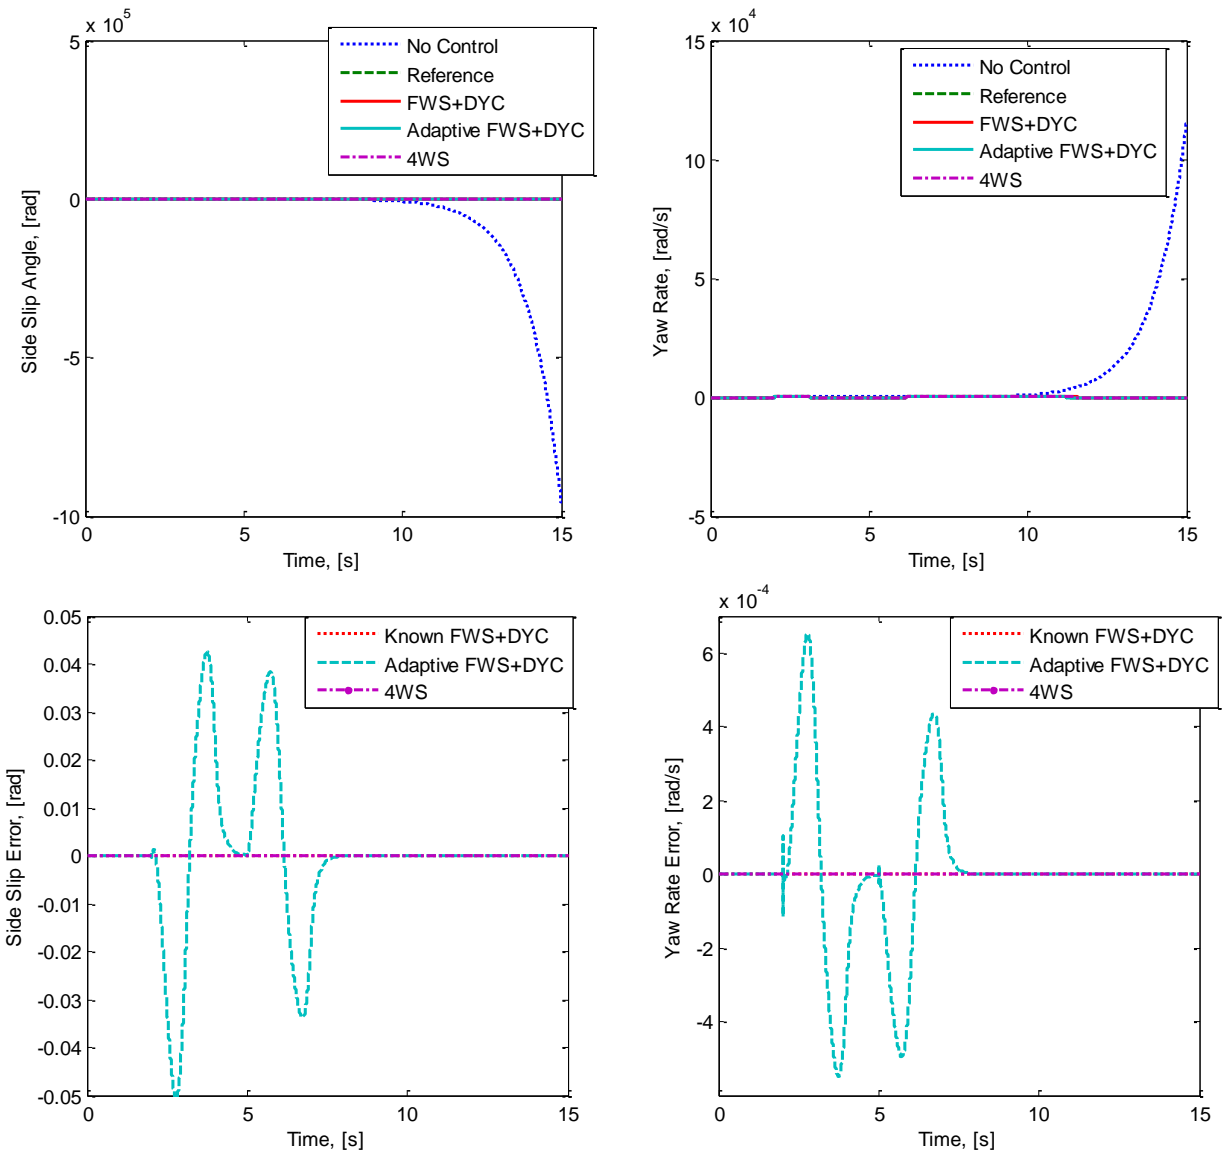 x 10^5
5
0
-5
-10
Side Slip Angle, [rad]
No Control
Reference
FWS+DYC
Adaptive FWS+DYC
4WS
0 5 10 15
Time, [s]
x 10^4
15
10
5
0
-5
Yaw Rate, [rad/s]
No Control
Reference
FWS+DYC
Adaptive FWS+DYC
4WS
0 5 10 15
Time, [s]
0.05
0.04
0.03
0.02
0.01
0
-0.01
-0.02
-0.03
-0.04
-0.05
Side Slip Error, [rad]
Known FWS+DYC
Adaptive FWS+DYC
4WS
0 5 10 15
Time, [s]
x 10^-4
6
4
2
0
-2
-4
Yaw Rate Error, [rad/s]
Known FWS+DYC
Adaptive FWS+DYC
4WS
0 5 10 15
Time, [s]